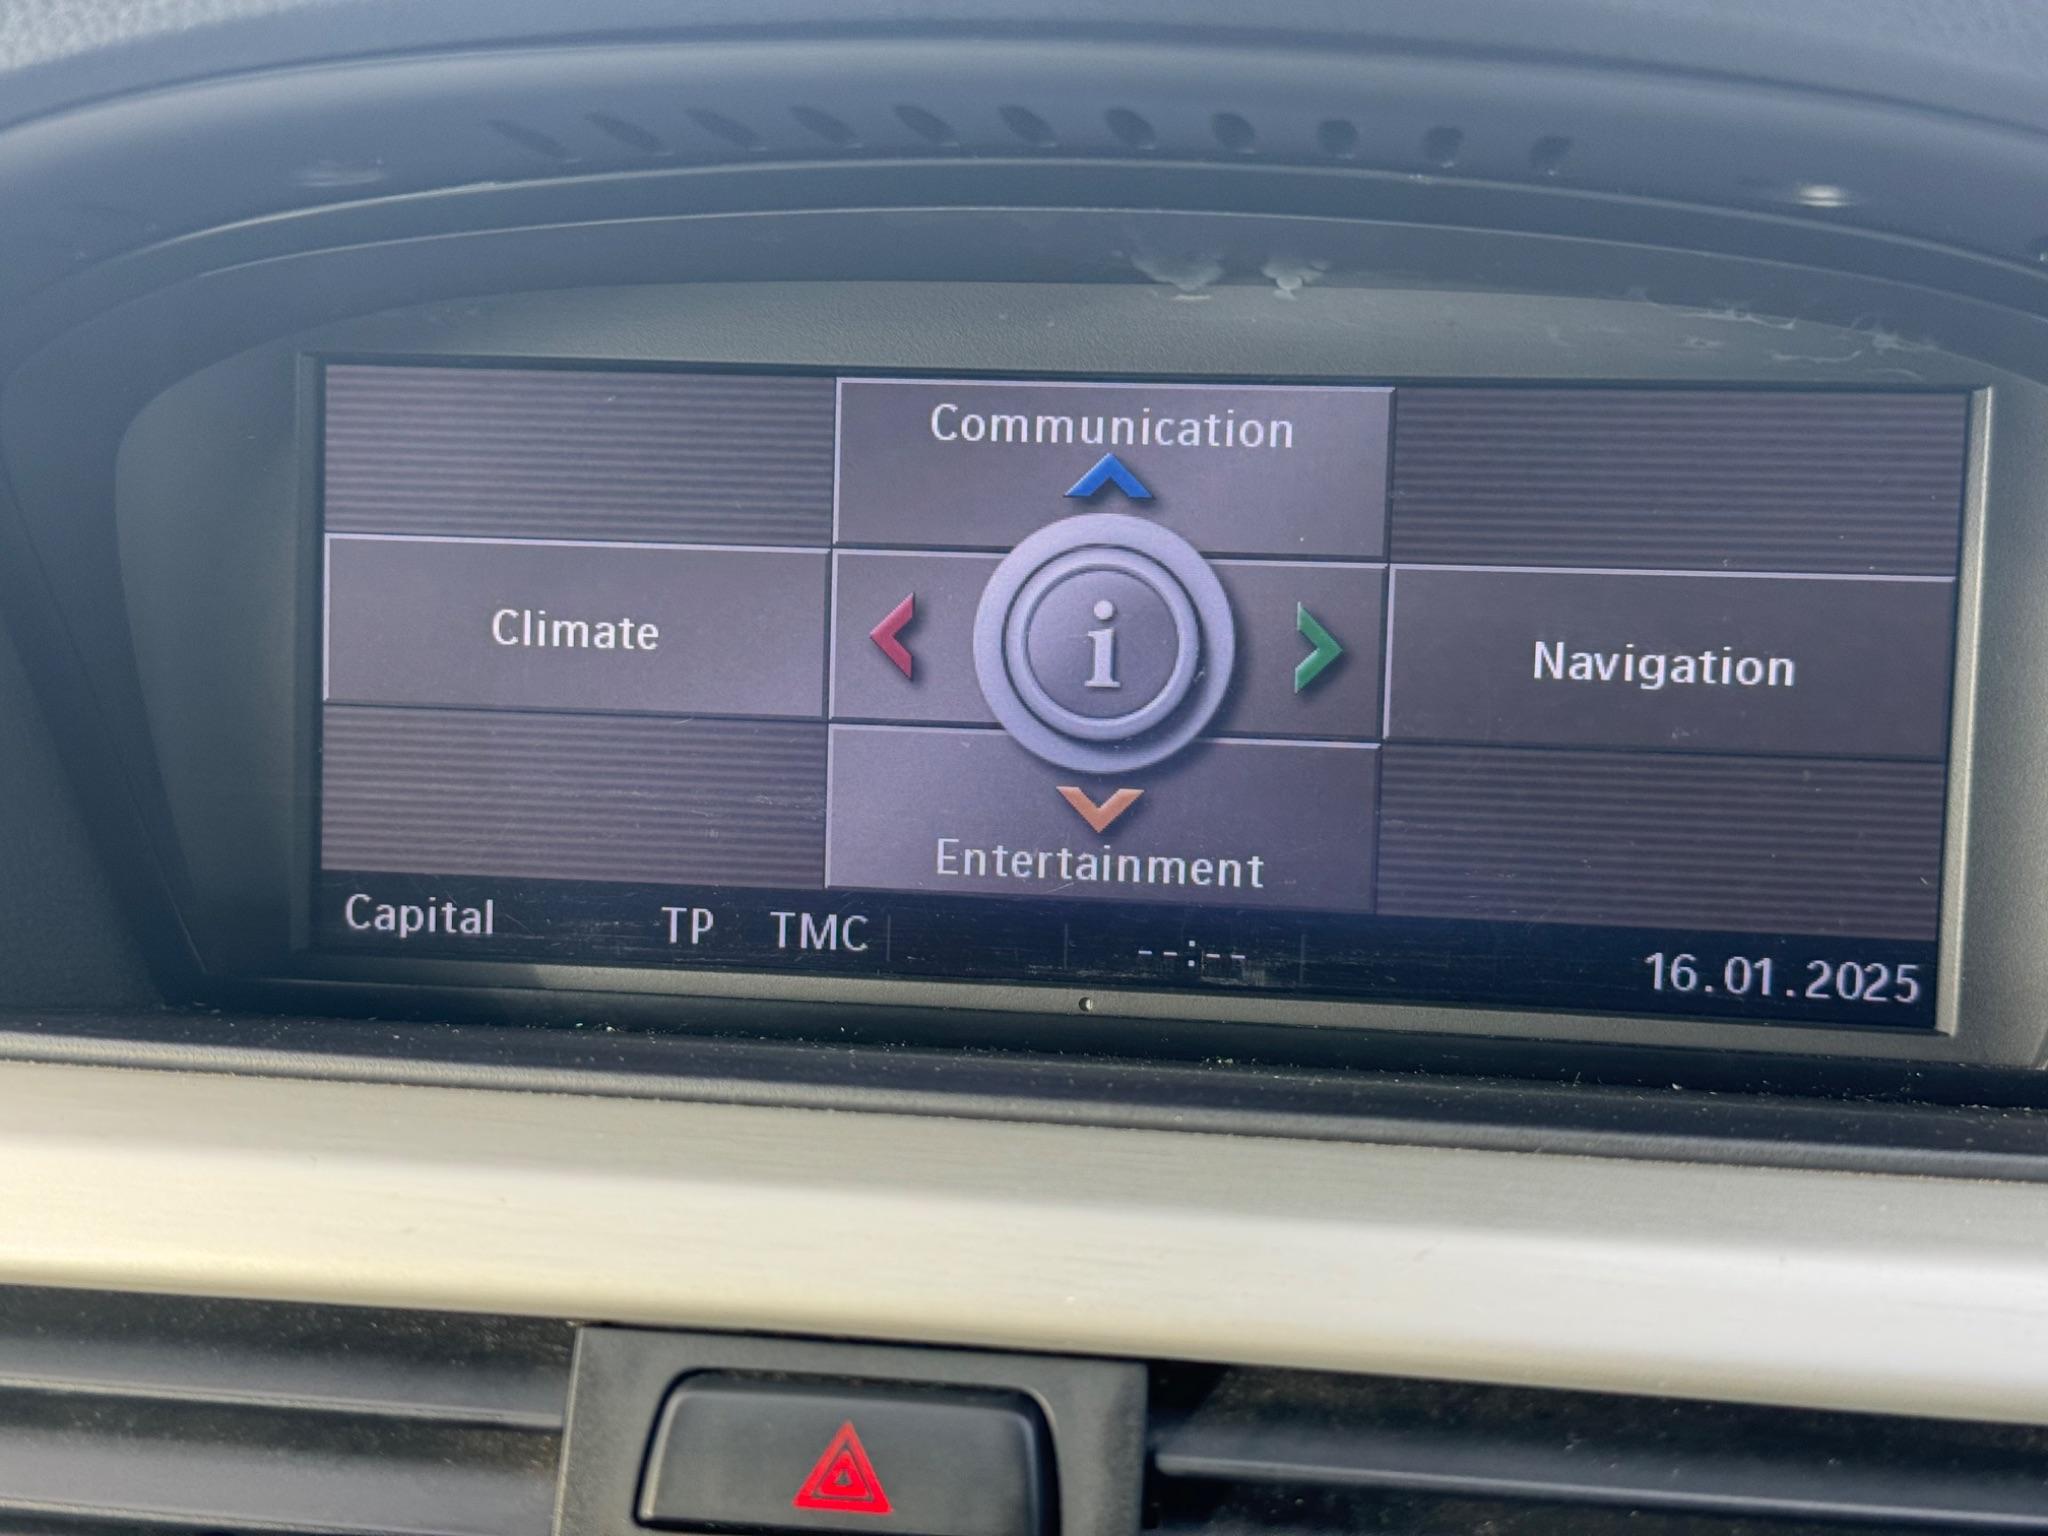 Communication
Climate
i
Navigation
Entertainment
Capital TP TMC --:-- 16.01.2025